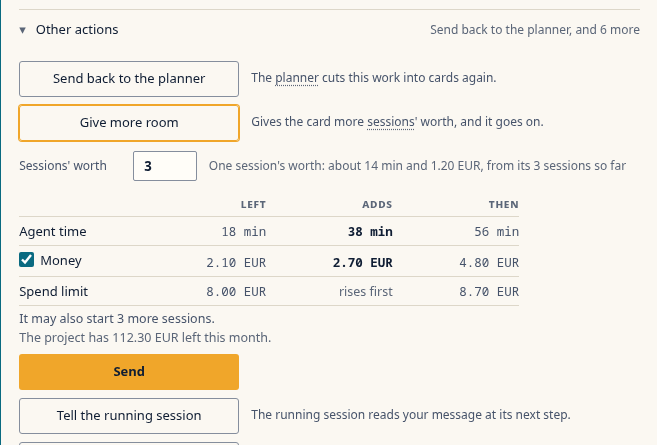 ▾ Other actions Send back to the planner, and 6 more
Send back to the planner The planner cuts this work into cards again.
Give more room Gives the card more sessions' worth, and it goes on.
Sessions' worth 3 One session's worth: about 14 min and 1.20 EUR, from its 3 sessions so far
LEFT ADDS THEN
Agent time 18 min 38 min 56 min
Money 2.10 EUR 2.70 EUR 4.80 EUR
Spend limit 8.00 EUR rises first 8.70 EUR
It may also start 3 more sessions.
The project has 112.30 EUR left this month.
Send
Tell the running session The running session reads your message at its next step.